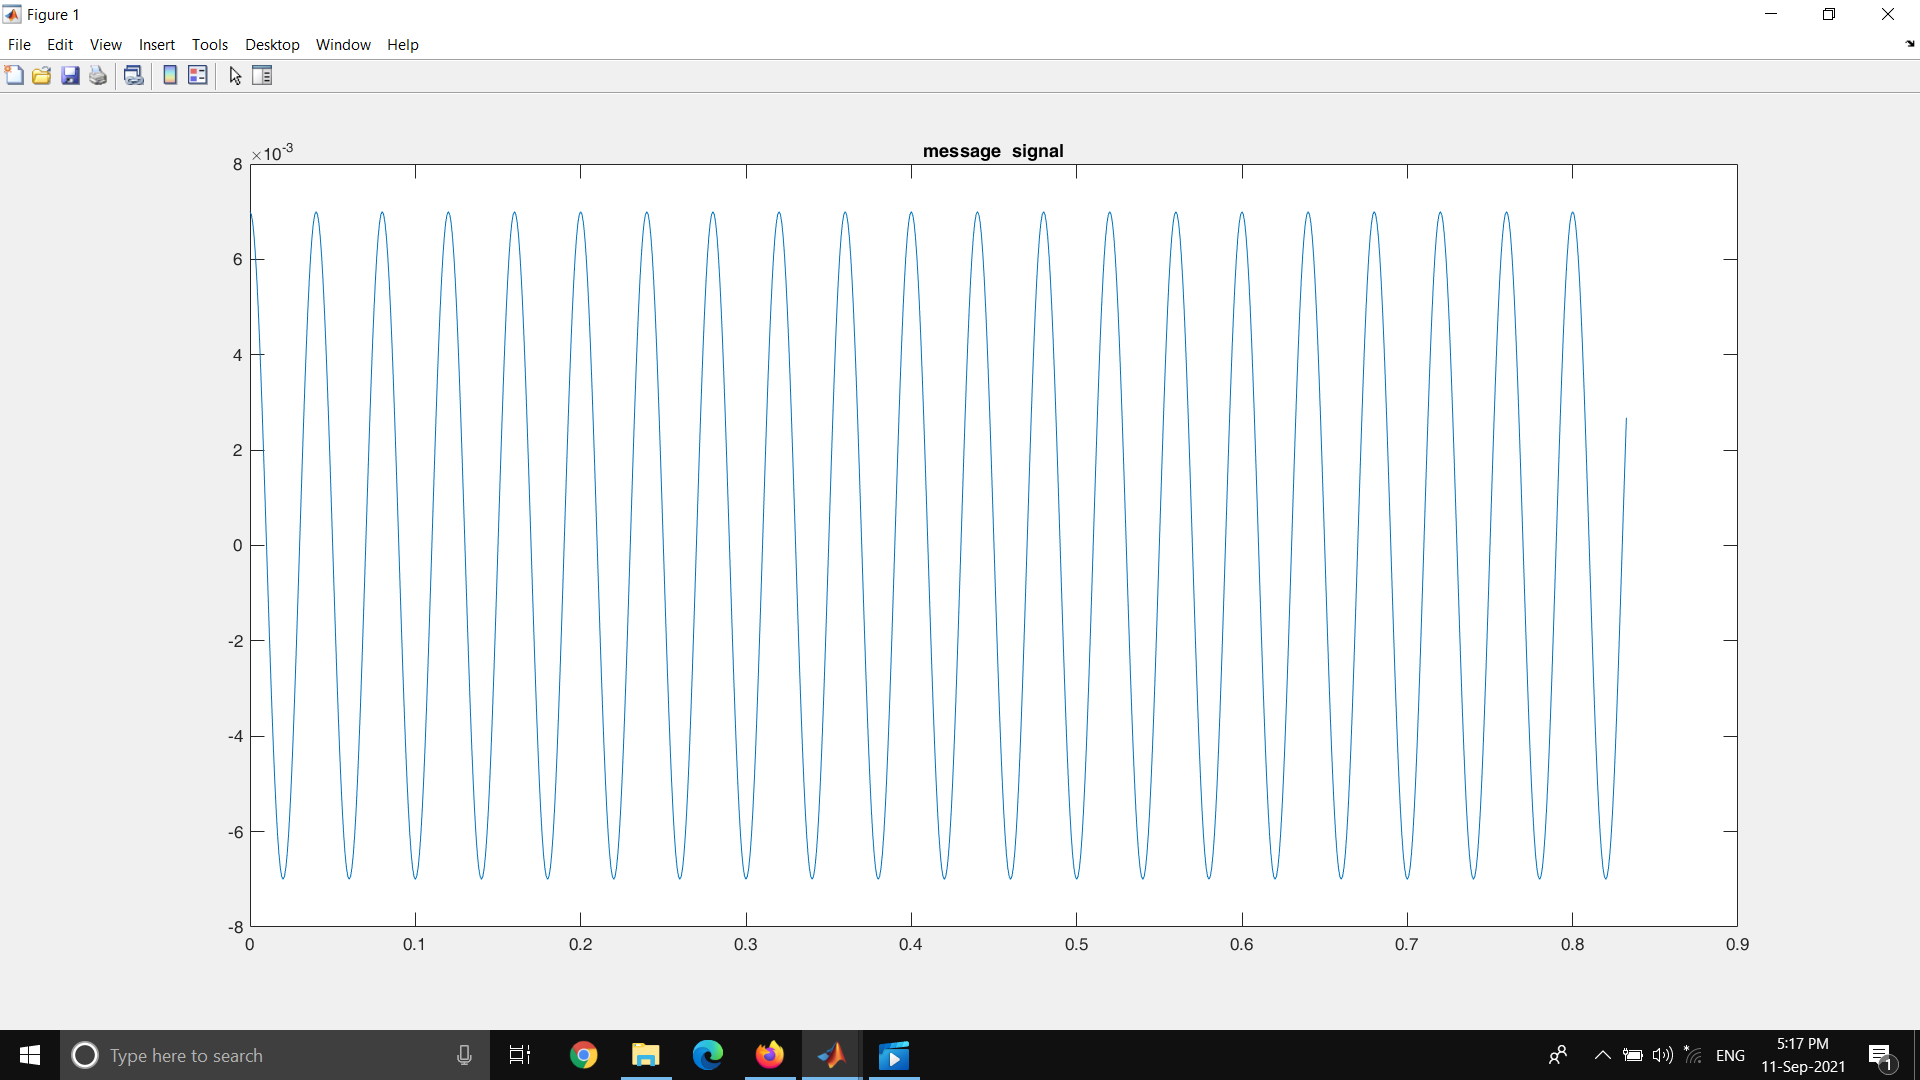 Figure 1
File Edit View Insert Tools Desktop Window Help
message signal
×10-3
8
6
4
2
0
-2
-4
-6
-8
0 0.1 0.2 0.3 0.4 0.5 0.6 0.7 0.8 0.9
Type here to search
ENG
5:17 PM
11-Sep-2021
1